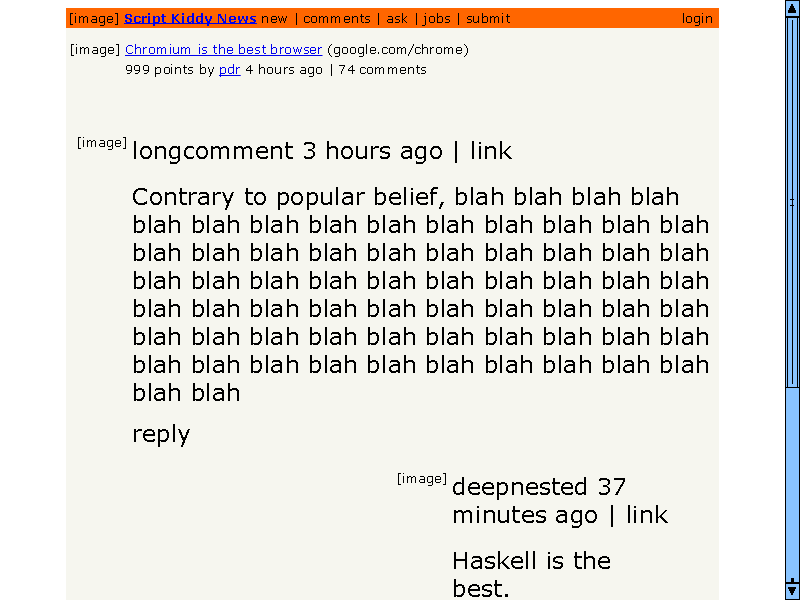 [image] Script Kiddy News new | comments | ask | jobs | submit login
[image] Chromium is the best browser (google.com/chrome)
999 points by pdr 4 hours ago | 74 comments
[image] longcomment 3 hours ago | link
Contrary to popular belief, blah blah blah blah
blah blah blah blah blah blah blah blah blah blah
blah blah blah blah blah blah blah blah blah blah
blah blah blah blah blah blah blah blah blah blah
blah blah blah blah blah blah blah blah blah blah
blah blah blah blah blah blah blah blah blah blah
blah blah blah blah blah blah blah blah blah blah
blah blah
reply
[image] deepnested 37
minutes ago | link
Haskell is the
best.